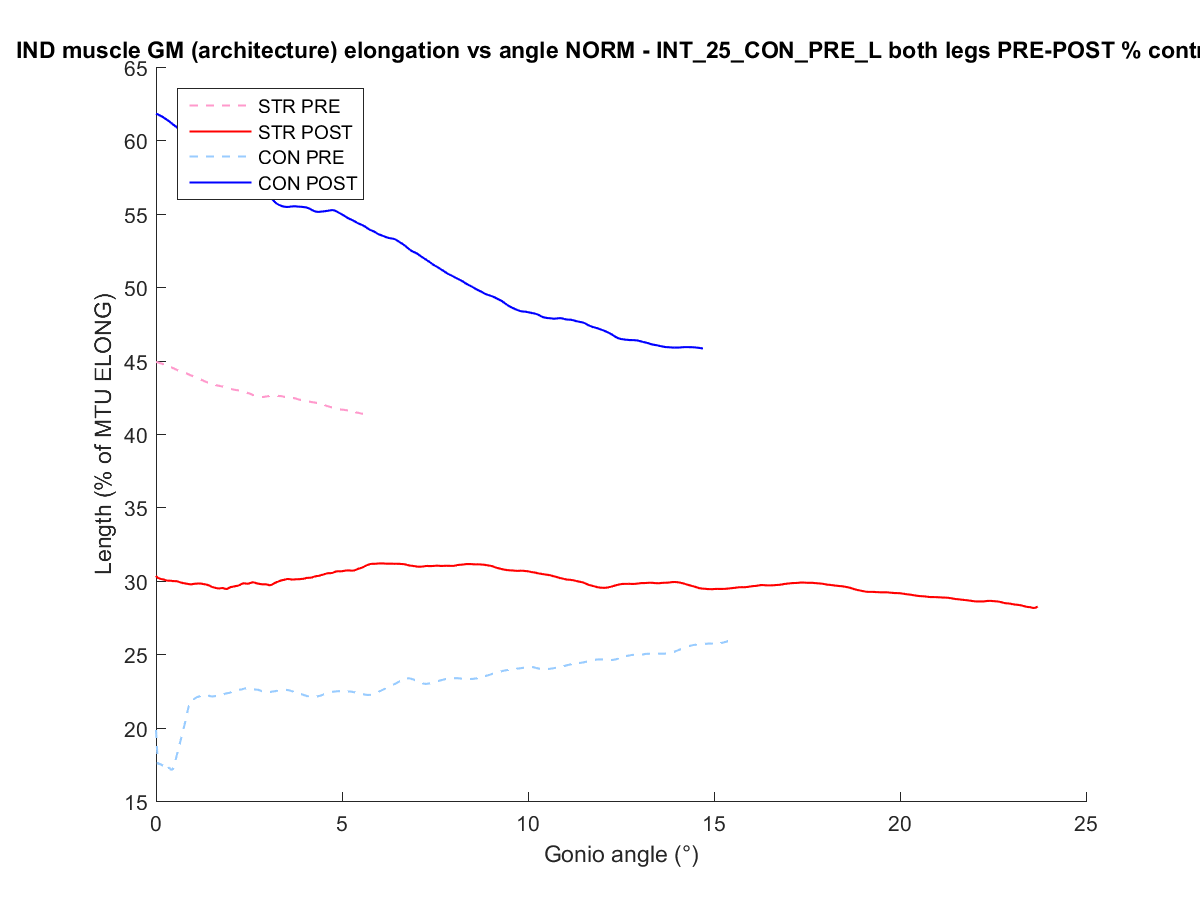 IND muscle GM (architecture) elongation vs angle NORM - INT_25_CON_PRE_L both legs PRE-POST % contr
65
60
55
50
45
40
35
30
25
20
15
Length (% of MTU ELONG)
STR PRE
STR POST
CON PRE
CON POST
0 5 10 15 20 25
Gonio angle (°)